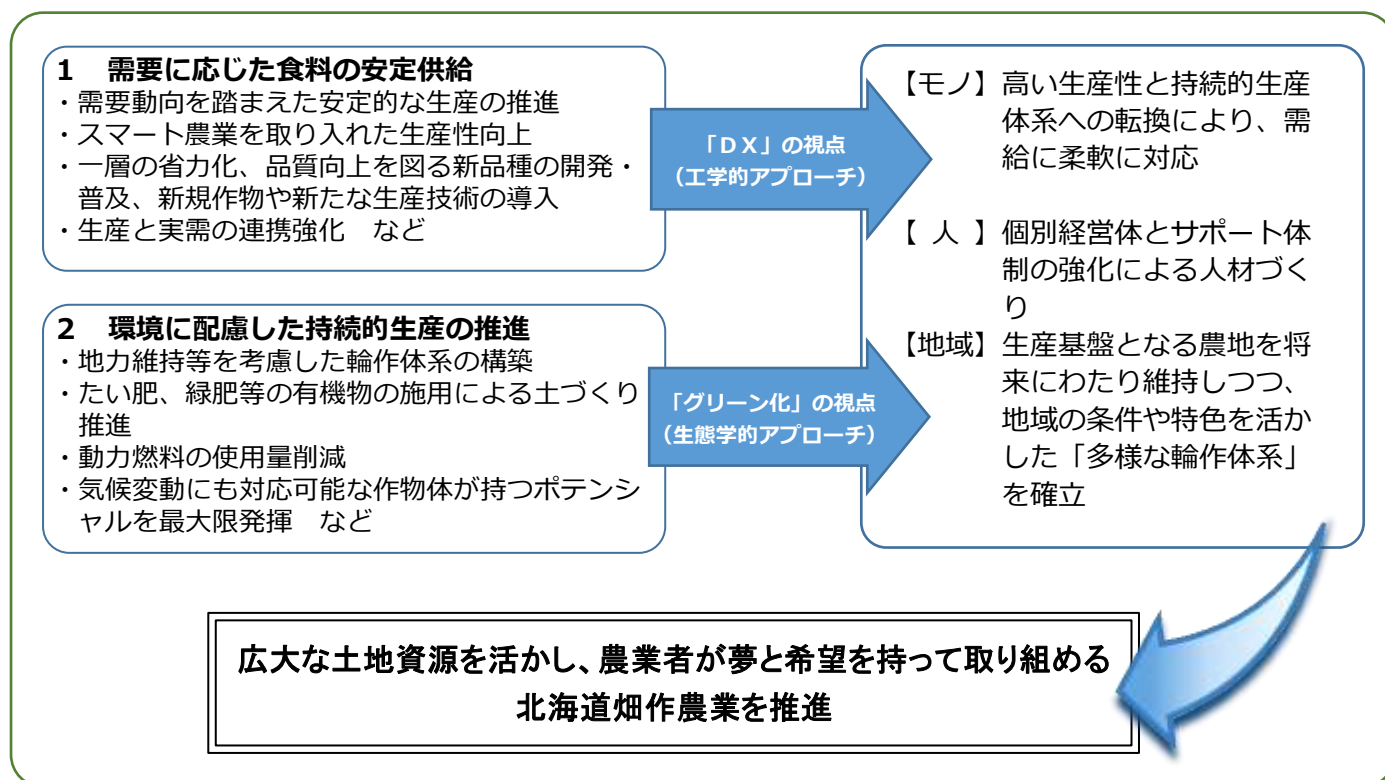 1　需要に応じた食料の安定供給
・需要動向を踏まえた安定的な生産の推進
・スマート農業を取り入れた生産性向上
・一層の省力化、品質向上を図る新品種の開発・
普及、新規作物や新たな生産技術の導入
・生産と実需の連携強化　など
「ＤＸ」の視点
（工学的アプローチ）
2　環境に配慮した持続的生産の推進
・地力維持等を考慮した輪作体系の構築
・たい肥、緑肥等の有機物の施用による土づくり
推進
・動力燃料の使用量削減
・気候変動にも対応可能な作物体が持つポテンシ
ャルを最大限発揮　など
「グリーン化」の視点
（生態学的アプローチ）
【モノ】高い生産性と持続的生産
体系への転換により、需
給に柔軟に対応
【 人 】個別経営体とサポート体
制の強化による人材づく
り
【地域】生産基盤となる農地を将
来にわたり維持しつつ、
地域の条件や特色を活か
した「多様な輪作体系」
を確立
広大な土地資源を活かし、農業者が夢と希望を持って取り組める
北海道畑作農業を推進